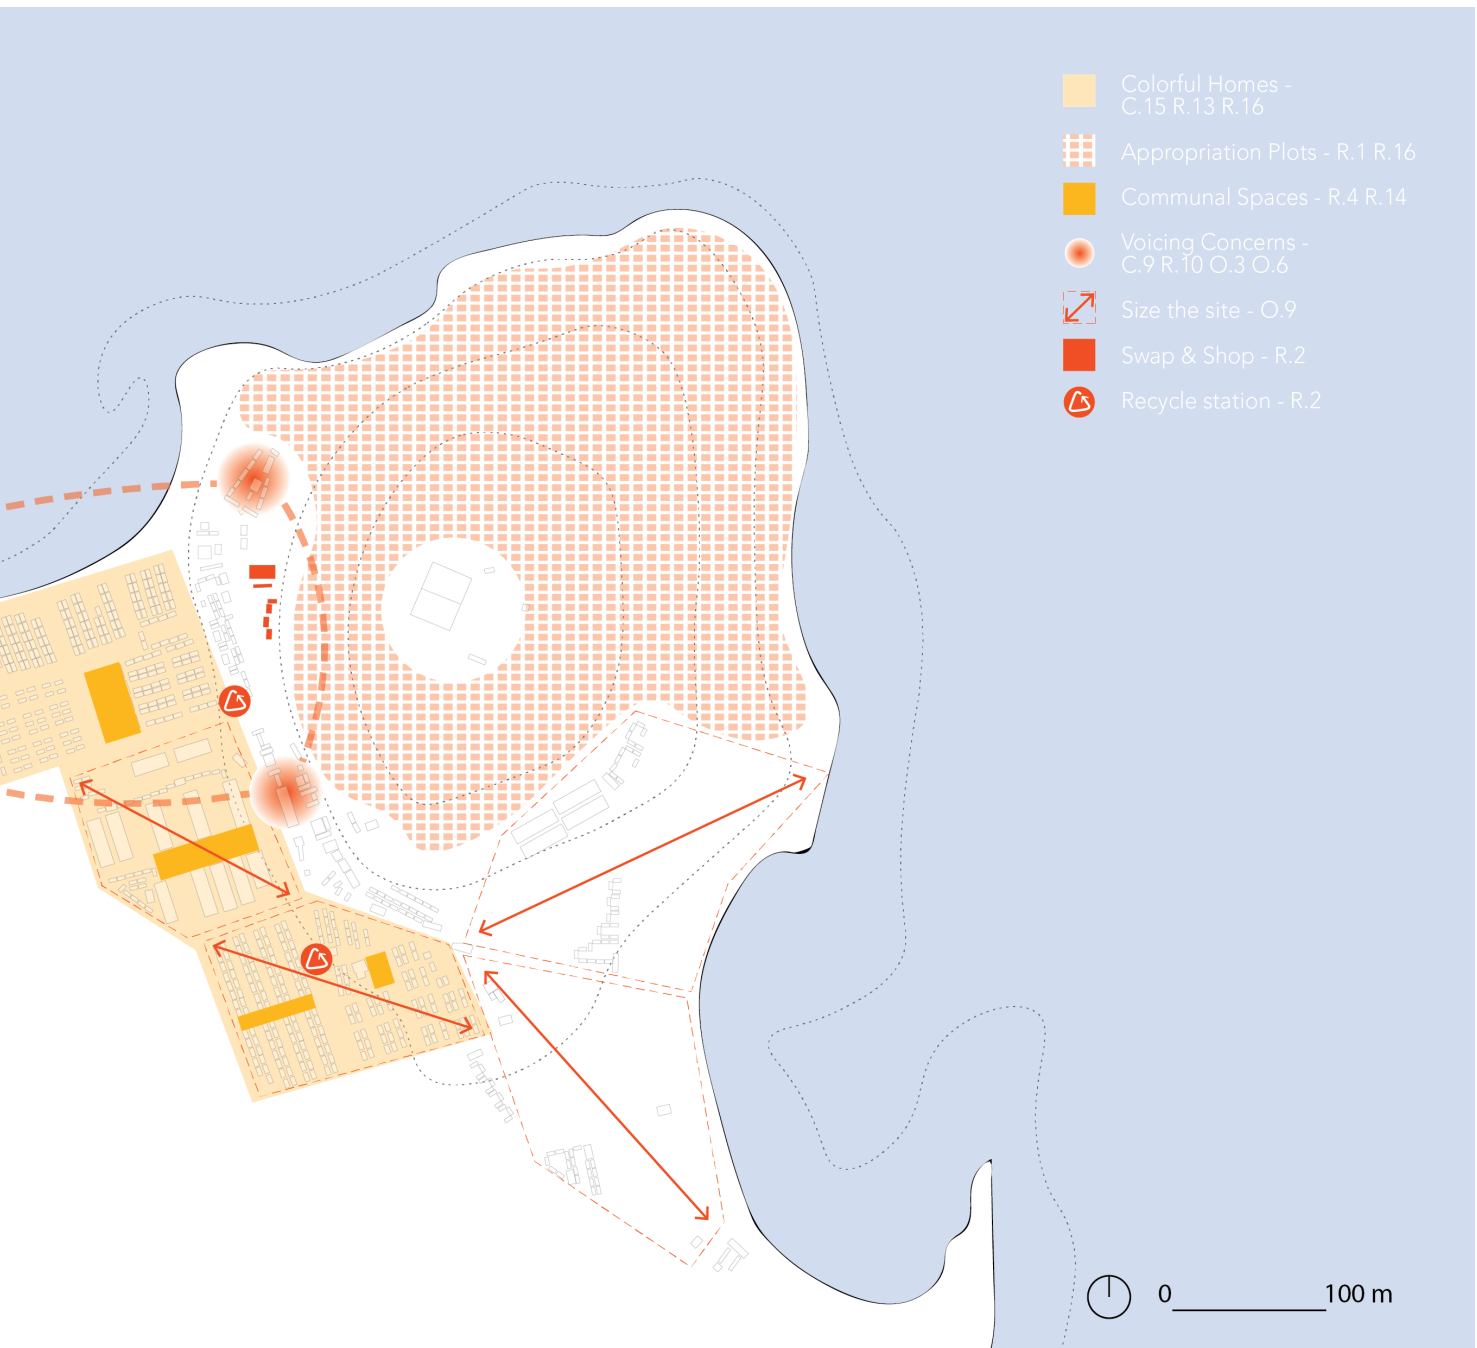 Colorful Homes -
C.15 R.13 R.16
Appropriation Plots - R.1 R.16
Communal Spaces - R.4 R.14
Voicing Concerns -
C.9 R.10 O.3 O.6
Size the site - O.9
Swap & Shop - R.2
Recycle station - R.2
0 100 m